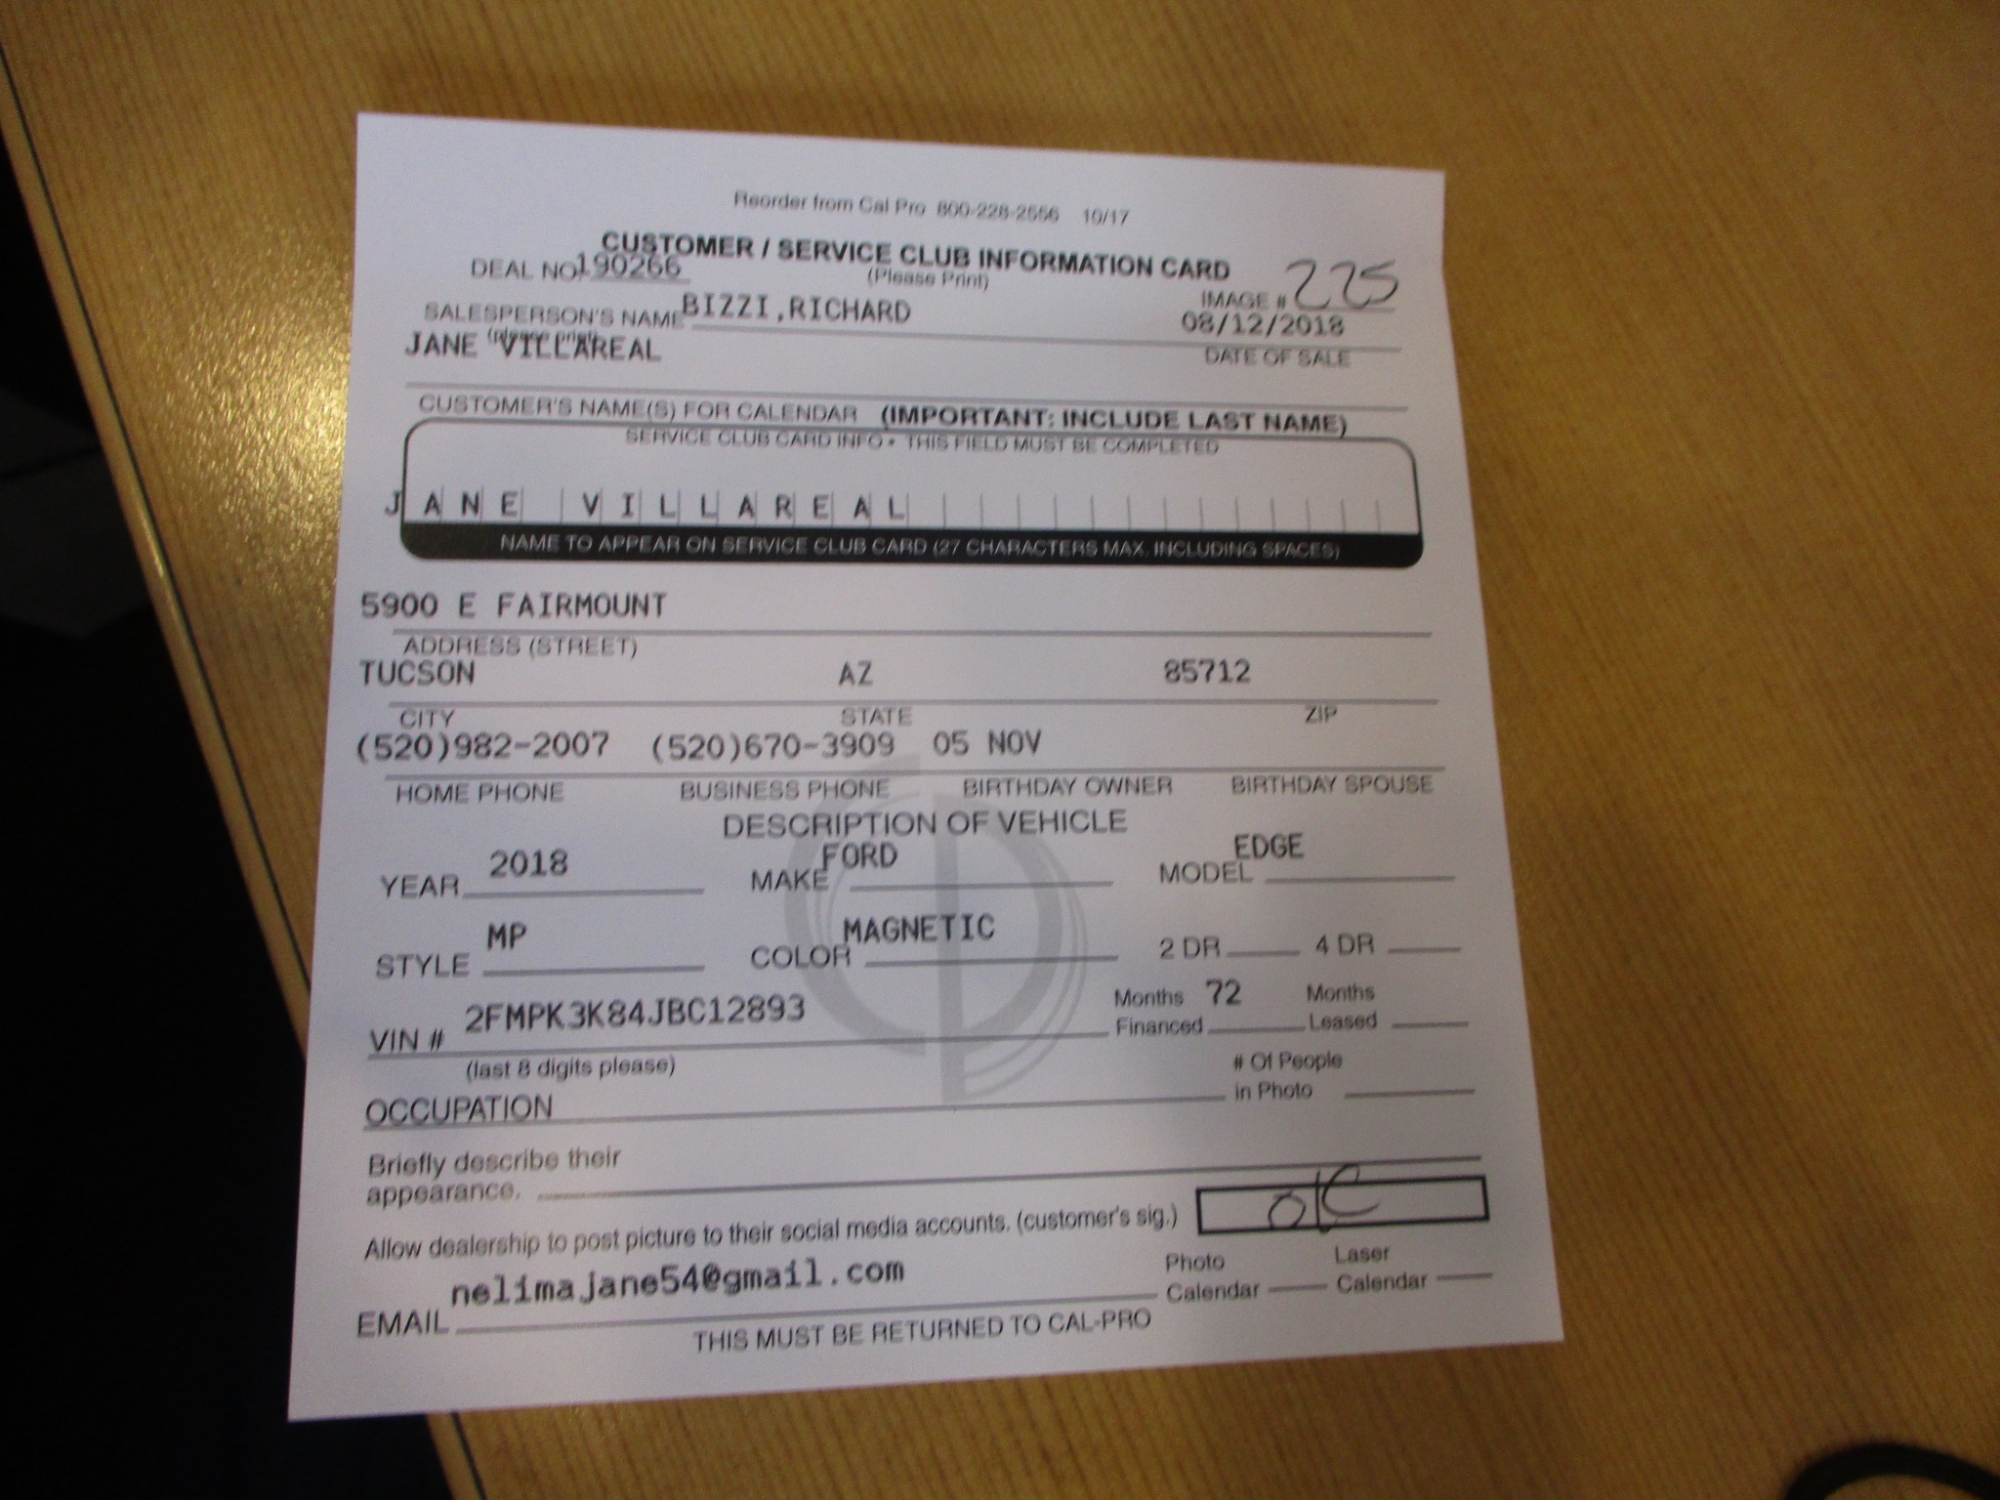 Reorder from Cal Pro 800-228-2556 10/17
CUSTOMER / SERVICE CLUB INFORMATION CARD
DEAL NO. 190266 (Please Print)
IMAGE # 225
SALESPERSON'S NAME BIZZI,RICHARD 08/12/2018
(please print) DATE OF SALE
JANE VILLAREAL
CUSTOMER'S NAME(S) FOR CALENDAR (IMPORTANT: INCLUDE LAST NAME)
SERVICE CLUB CARD INFO • THIS FIELD MUST BE COMPLETED
JANE VILLAREAL
NAME TO APPEAR ON SERVICE CLUB CARD (27 CHARACTERS MAX. INCLUDING SPACES)
5900 E FAIRMOUNT
ADDRESS (STREET)
TUCSON AZ 85712
CITY STATE ZIP
(520)982-2007 (520)670-3909 05 NOV
HOME PHONE BUSINESS PHONE BIRTHDAY OWNER BIRTHDAY SPOUSE
DESCRIPTION OF VEHICLE
YEAR 2018 MAKE FORD MODEL EDGE
STYLE MP COLOR MAGNETIC 2 DR 4 DR
VIN # 2FMPK3K84JBC12893 Months Financed 72 Months Leased
(last 8 digits please)
OCCUPATION # Of People in Photo
Briefly describe their
appearance.
Allow dealership to post picture to their social media accounts. (customer's sig.) OK
EMAIL nelimajane54@gmail.com Photo Calendar Laser Calendar
THIS MUST BE RETURNED TO CAL-PRO